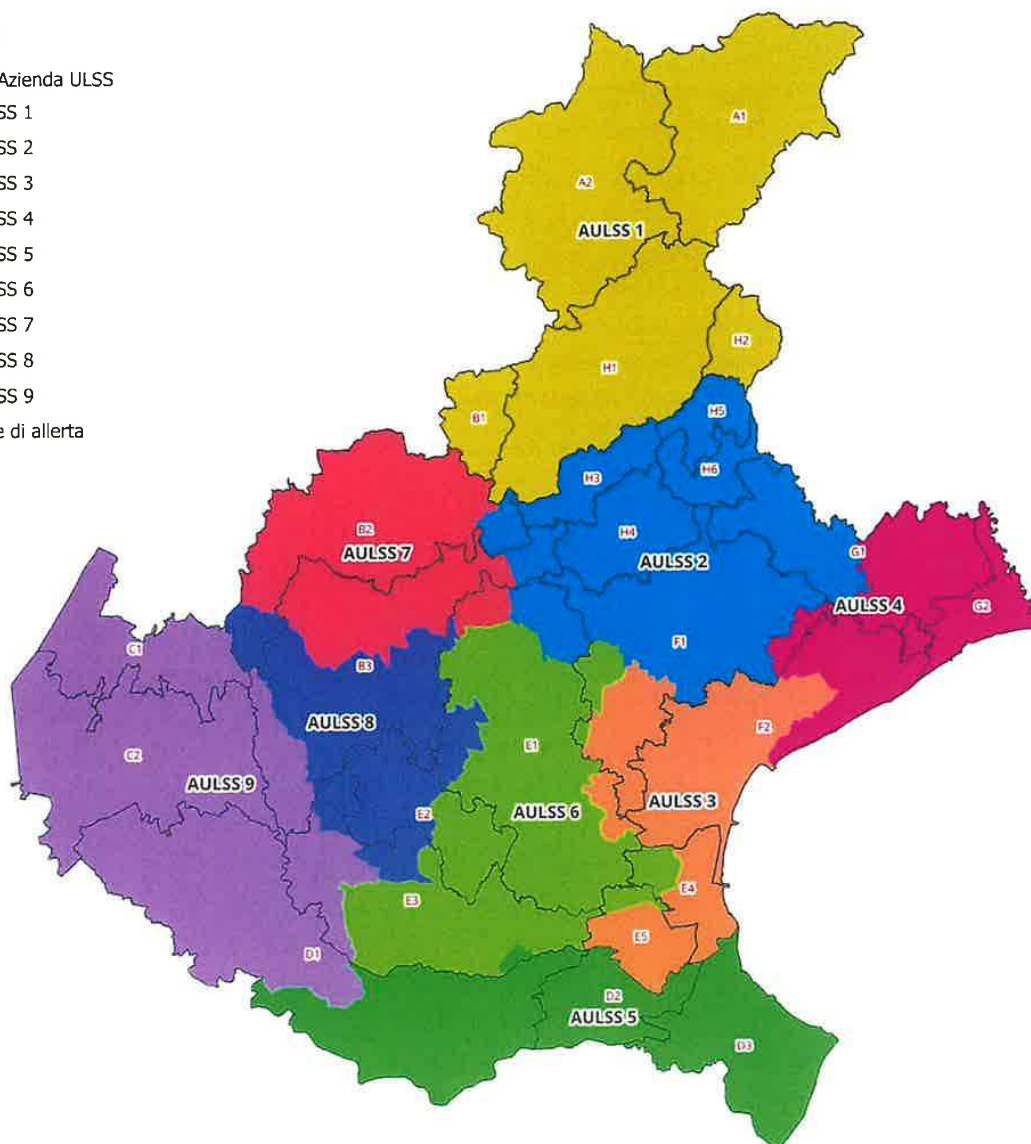 Azienda ULSS
SS 1
SS 2
SS 3
SS 4
SS 5
SS 6
SS 7
SS 8
SS 9
e di allerta
A1
A2
AULSS 1
H2
H1
B1
H5
H6
H3
B2
H4
AULSS 7
AULSS 2
G1
AULSS 4
G2
C1
F1
B3
AULSS 8
F2
E1
C2
AULSS 9
AULSS 3
E2
AULSS 6
E4
E3
E5
D1
D2
AULSS 5
D3